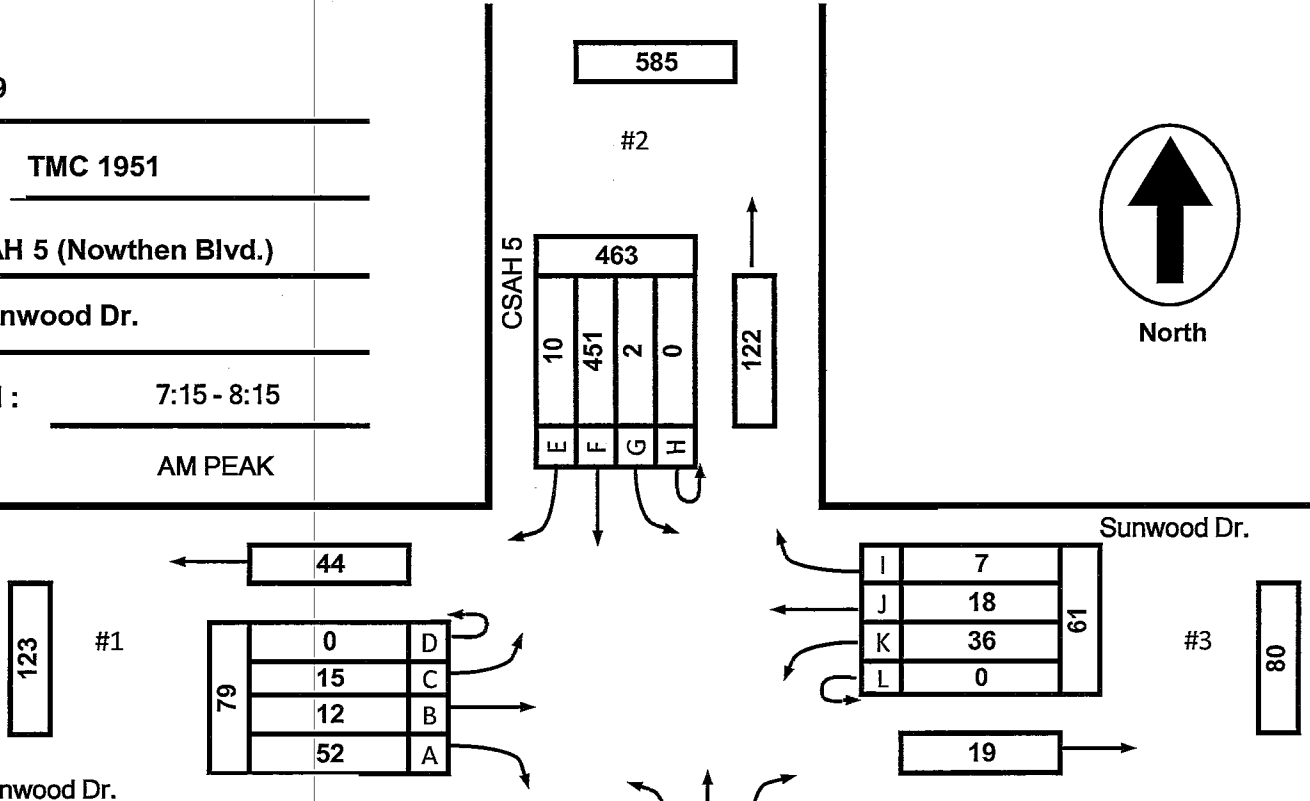 585
9
#2
TMC 1951
AH 5 (Nowthen Blvd.)
CSAH 5
463
10 451 2 0
122
nwood Dr.
North
: 7:15 - 8:15
E F G H
AM PEAK
Sunwood Dr.
44
I 7
J 18
K 36
L 0
61
#3
80
123
#1
79
0 D
15 C
12 B
52 A
19
nwood Dr.